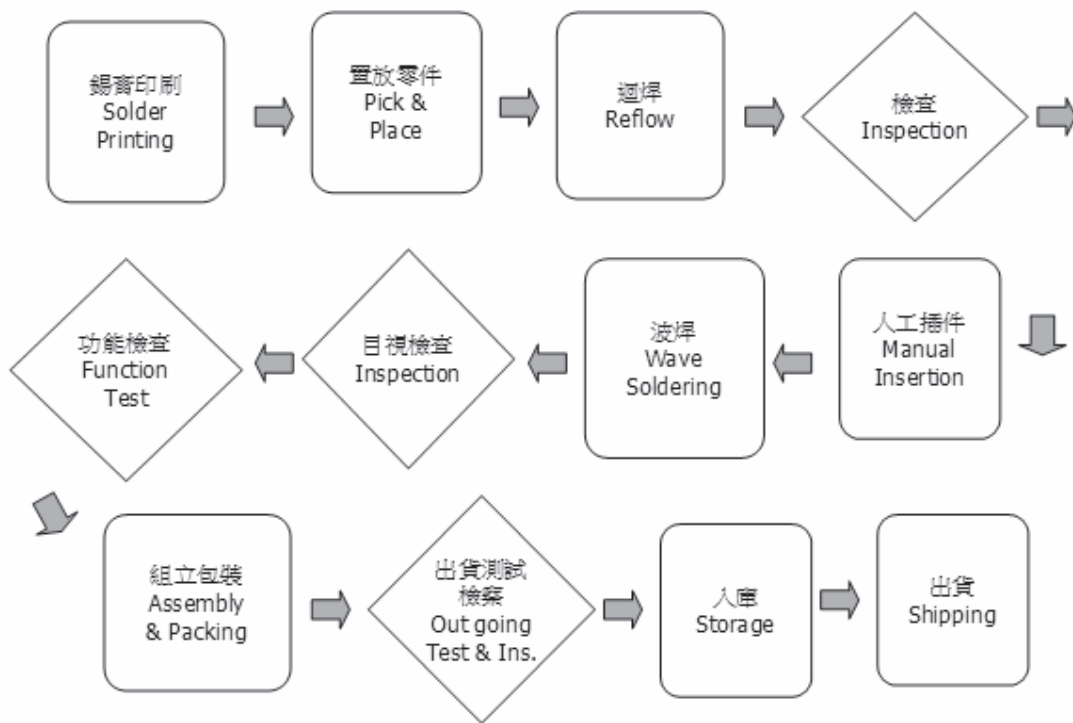 錫膏印刷
Solder
Printing
置放零件
Pick &
Place
迴焊
Reflow
檢查
Inspection
人工插件
Manual
Insertion
波焊
Wave
Soldering
目視檢查
Inspection
功能檢查
Function
Test
組立包裝
Assembly
& Packing
出貨測試
檢察
Out going
Test & Ins.
入庫
Storage
出貨
Shipping